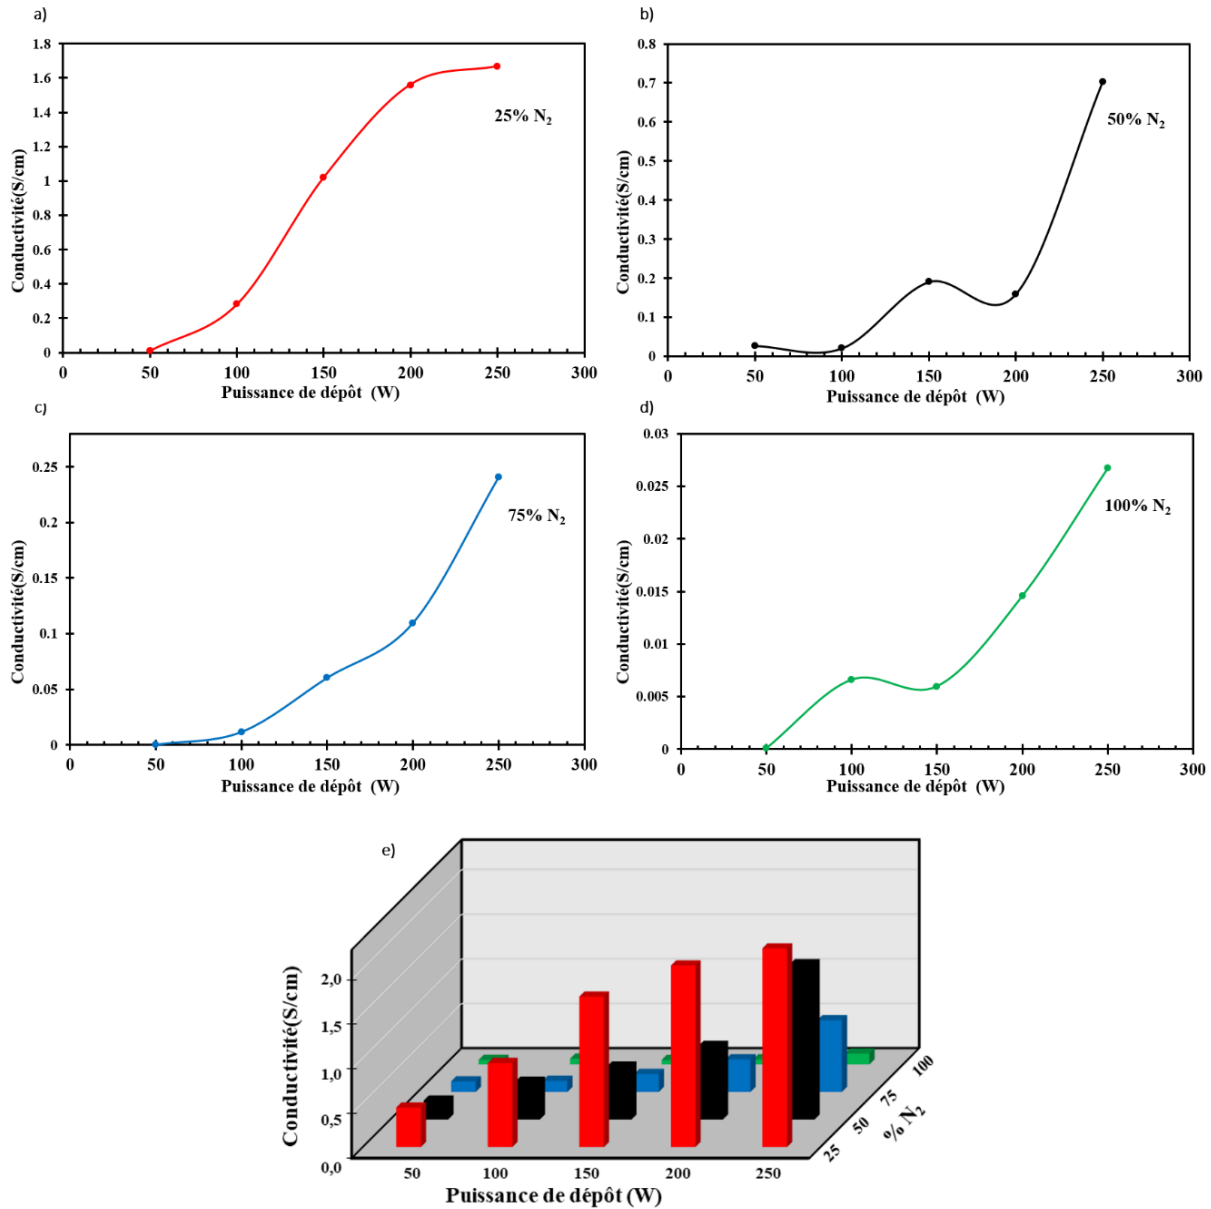 a)
1.8
1.6
1.4
1.2
1
0.8
0.6
0.4
0.2
0
0 50 100 150 200 250 300
Conductivité(S/cm)
Puissance de dépôt (W)
25% N₂
b)
0.8
0.7
0.6
0.5
0.4
0.3
0.2
0.1
0
0 50 100 150 200 250 300
Conductivité(S/cm)
Puissance de dépôt (W)
50% N₂
c)
0.25
0.2
0.15
0.1
0.05
0
0 50 100 150 200 250 300
Conductivité(S/cm)
Puissance de dépôt (W)
75% N₂
d)
0.03
0.025
0.02
0.015
0.01
0.005
0
0 50 100 150 200 250 300
Conductivité(S/cm)
Puissance de dépôt (W)
100% N₂
e)
2,0
1,5
1,0
0,5
0,0
Conductivité(S/cm)
50 100 150 200 250
Puissance de dépôt (W)
25
50
75
100
% N₂